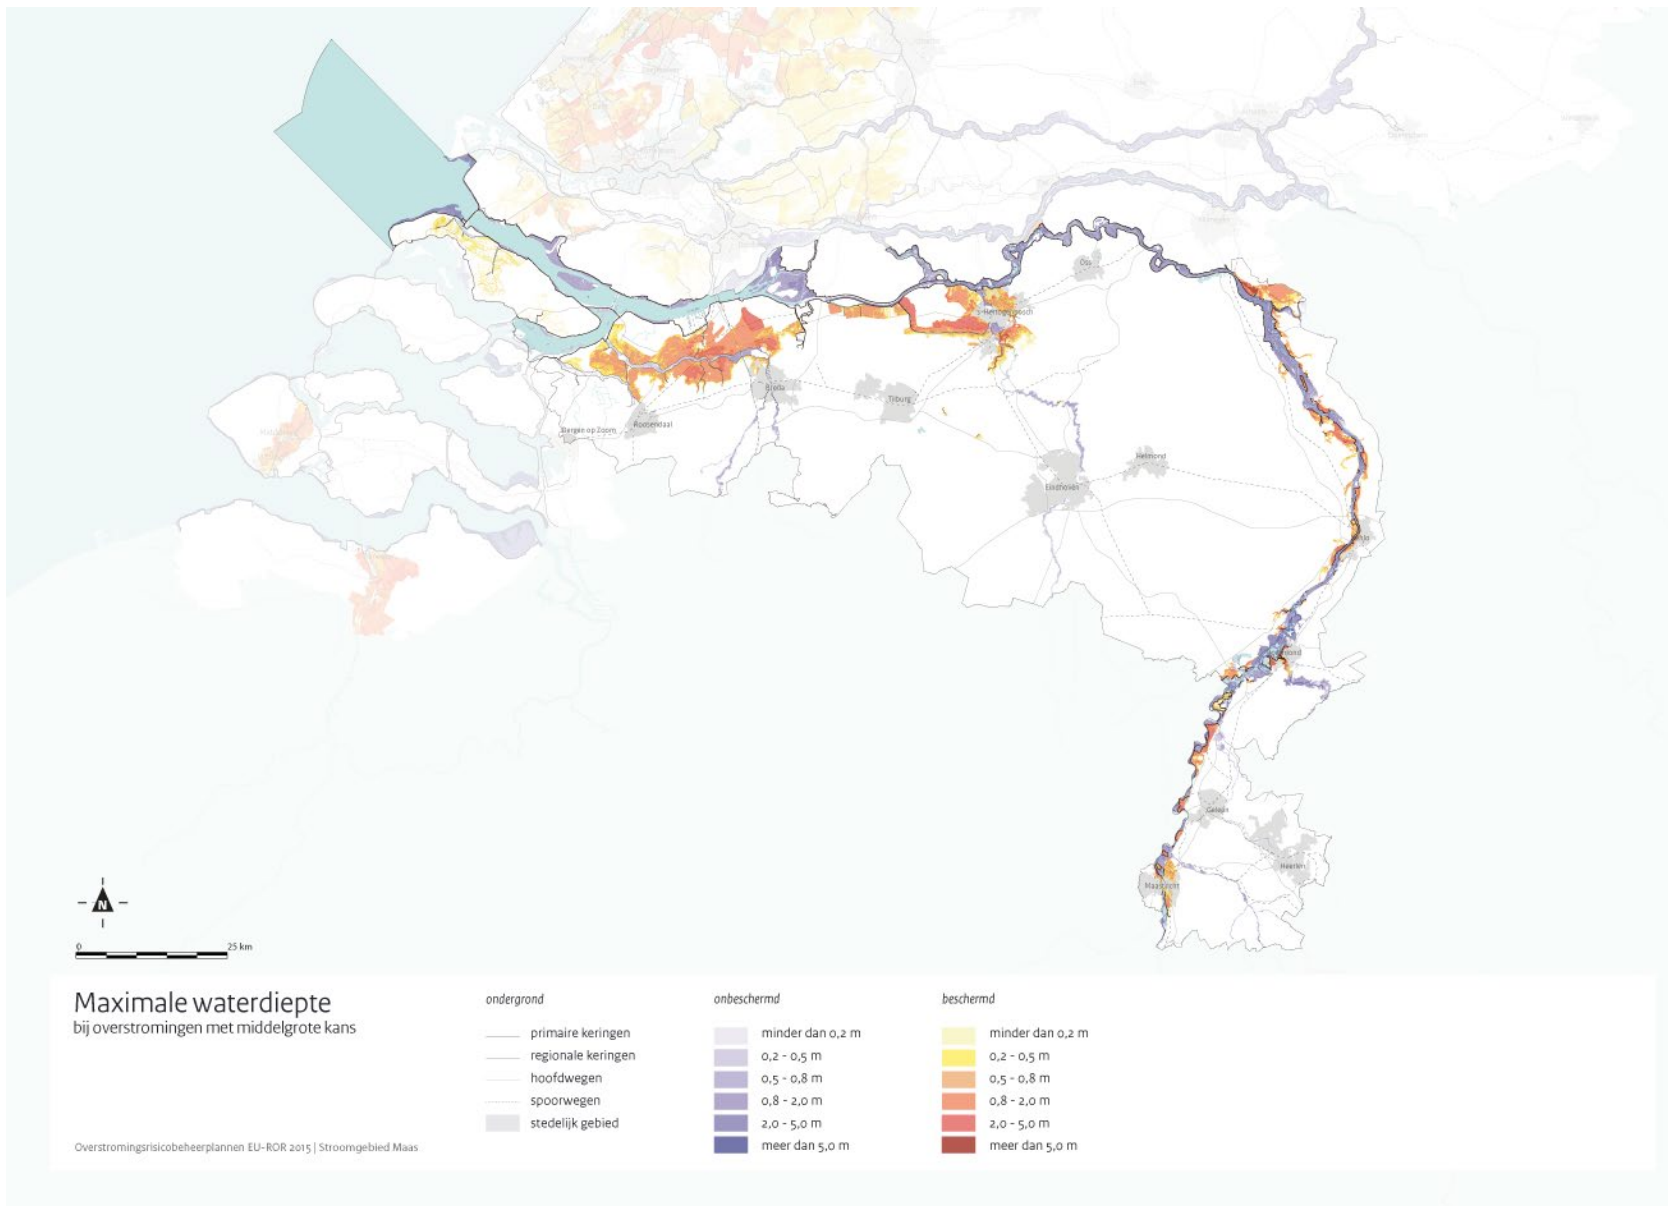 Oss
's-Hertogenbosch
Breda
Tilburg
Bergen op Zoom
Roosendaal
Helmond
Eindhoven
Geleen
Heerlen
Maastricht
N
0
25 km
Maximale waterdiepte
bij overstromingen met middelgrote kans
Overstromingsrisicobeheerplannen EU-ROR 2015 | Stroomgebied Maas
ondergrond
primaire keringen
regionale keringen
hoofdwegen
spoorwegen
stedelijk gebied
onbeschermd
minder dan 0,2 m
0,2 - 0,5 m
0,5 - 0,8 m
0,8 - 2,0 m
2,0 - 5,0 m
meer dan 5,0 m
beschermd
minder dan 0,2 m
0,2 - 0,5 m
0,5 - 0,8 m
0,8 - 2,0 m
2,0 - 5,0 m
meer dan 5,0 m